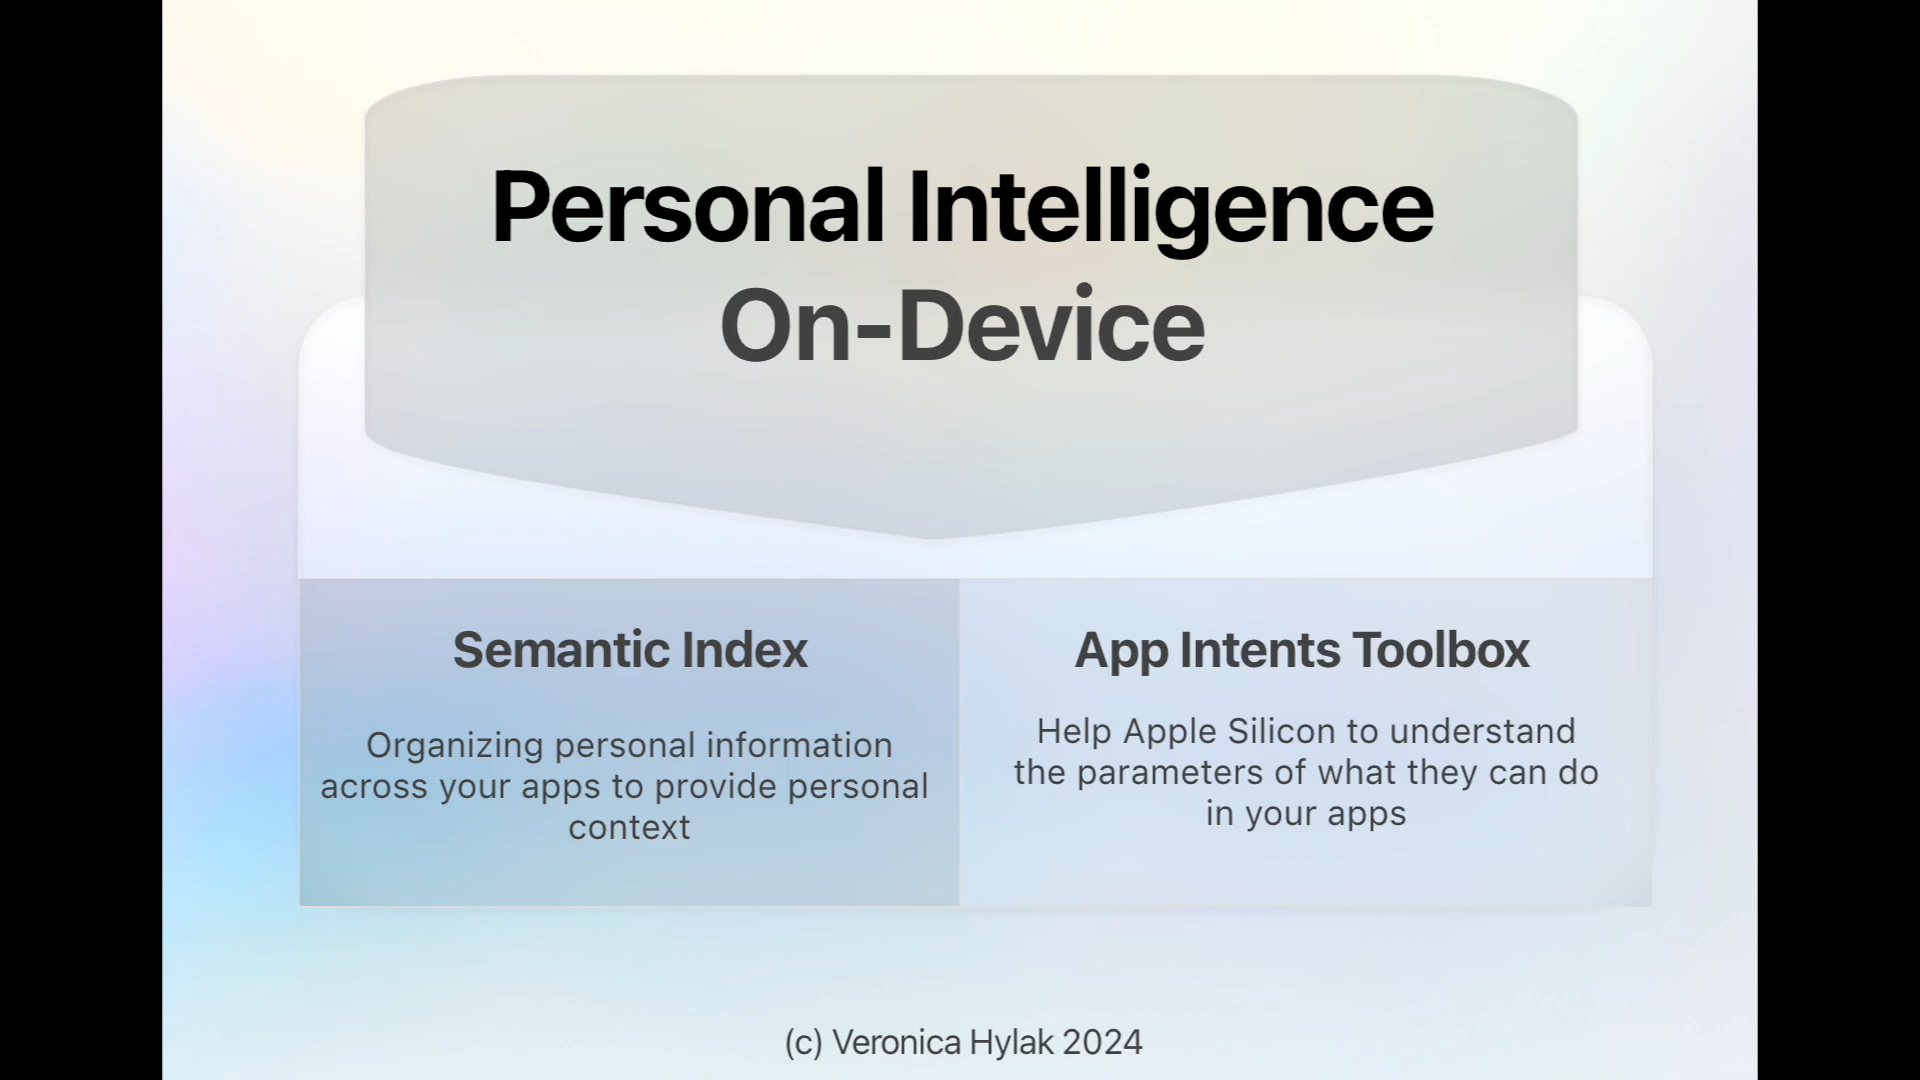 Personal Intelligence
On-Device
Semantic Index
Organizing personal information
across your apps to provide personal
context
App Intents Toolbox
Help Apple Silicon to understand
the parameters of what they can do
in your apps
(c) Veronica Hylak 2024